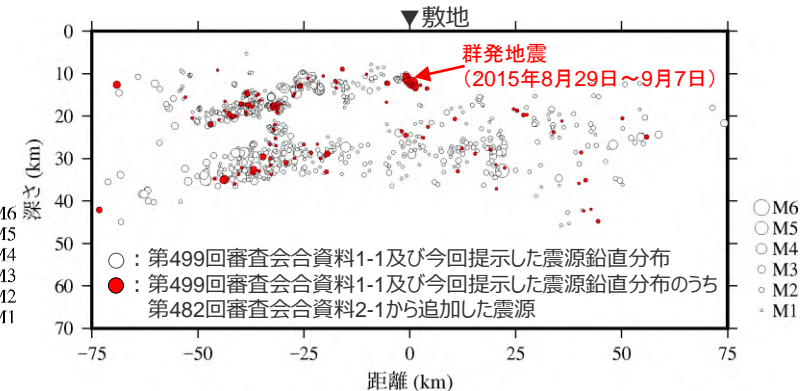 ▼敷地
群発地震
（2015年8月29日～9月7日）
0
10
20
30
40
50
60
70
深さ (km)
M6
M5
M4
M3
M2
M1
○：第499回審査会合資料1-1及び今回提示した震源鉛直分布
●：第499回審査会合資料1-1及び今回提示した震源鉛直分布のうち
第482回審査会合資料2-1から追加した震源
M6
M5
M4
M3
M2
M1
−75 −50 −25 0 25 50 75
距離 (km)